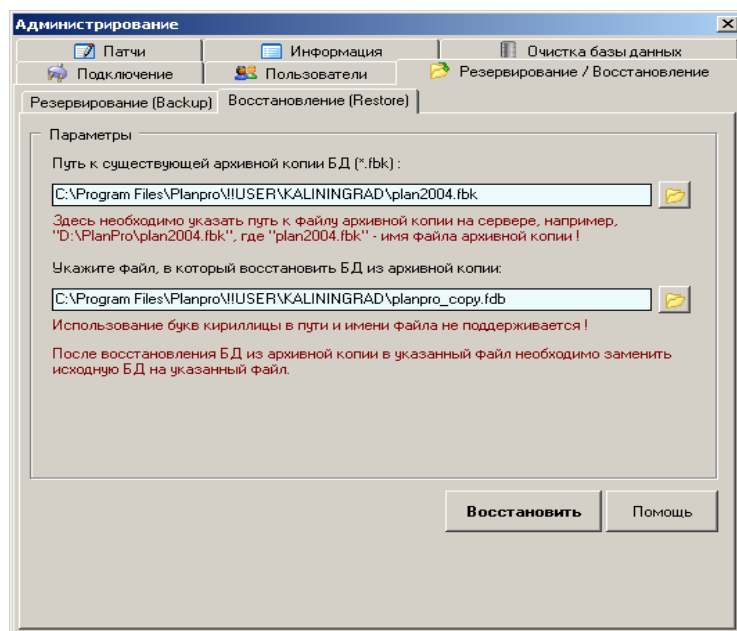 Администрирование
Патчи
Информация
Очистка базы данных
Подключение
Пользователи
Резервирование / Восстановление
Резервирование (Backup)
Восстановление (Restore)
Параметры
Путь к существующей архивной копии БД (*.fbk) :
C:\Program Files\Planpro\!!USER\KALININGRAD\plan2004.fbk
Здесь необходимо указать путь к файлу архивной копии на сервере, например,
"D:\PlanPro\plan2004.fbk", где "plan2004.fbk" - имя файла архивной копии !
Укажите файл, в который восстановить БД из архивной копии:
C:\Program Files\Planpro\!!USER\KALININGRAD\planpro_copy.fdb
Использование букв кириллицы в пути и имени файла не поддерживается !
После восстановления БД из архивной копии в указанный файл необходимо заменить
исходную БД на указанный файл.
Восстановить
Помощь